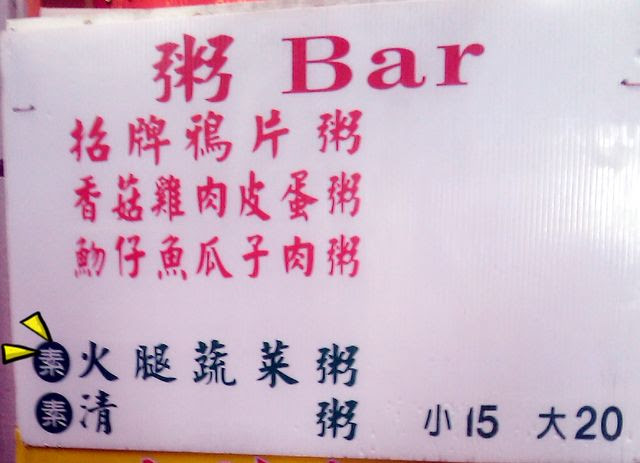 粥 Bar
招牌鴉片粥
香菇雞肉皮蛋粥
魩仔魚瓜子肉粥
素 火腿蔬菜粥
素 清粥 小15 大20